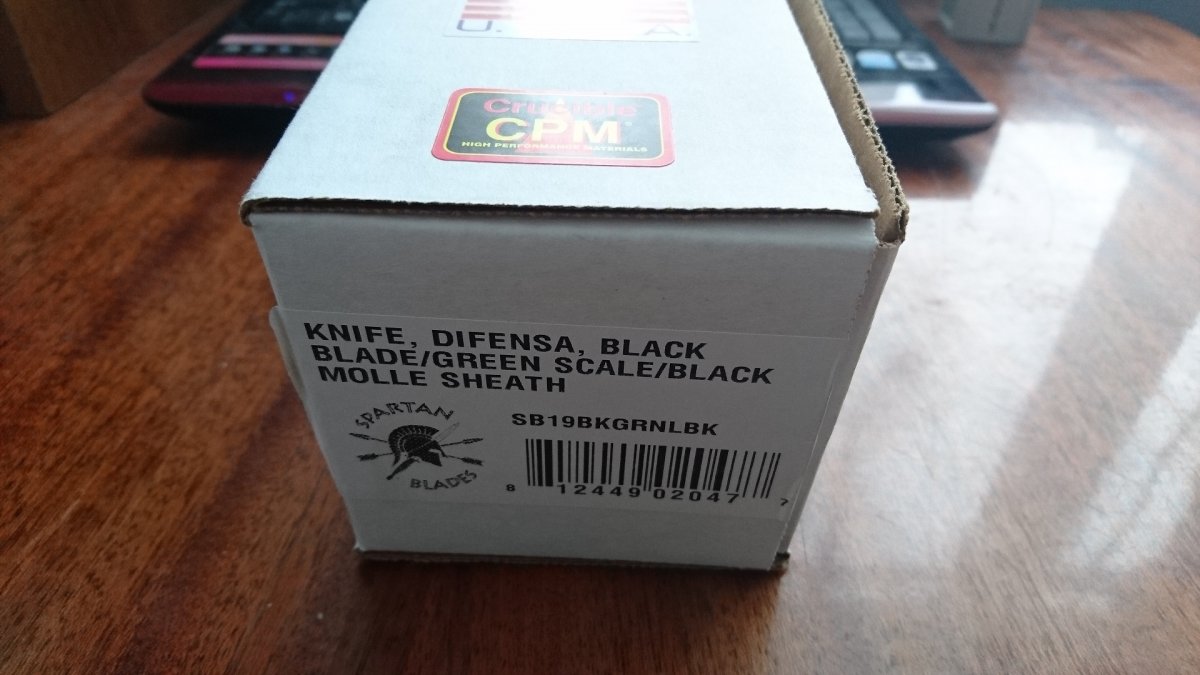 U. A.
Crucible
CPM®
HIGH PERFORMANCE MATERIALS
KNIFE, DIFENSA, BLACK
BLADE/GREEN SCALE/BLACK
MOLLE SHEATH
SPARTAN
BLADES
SB19BKGRNLBK
8 12449 02047 7